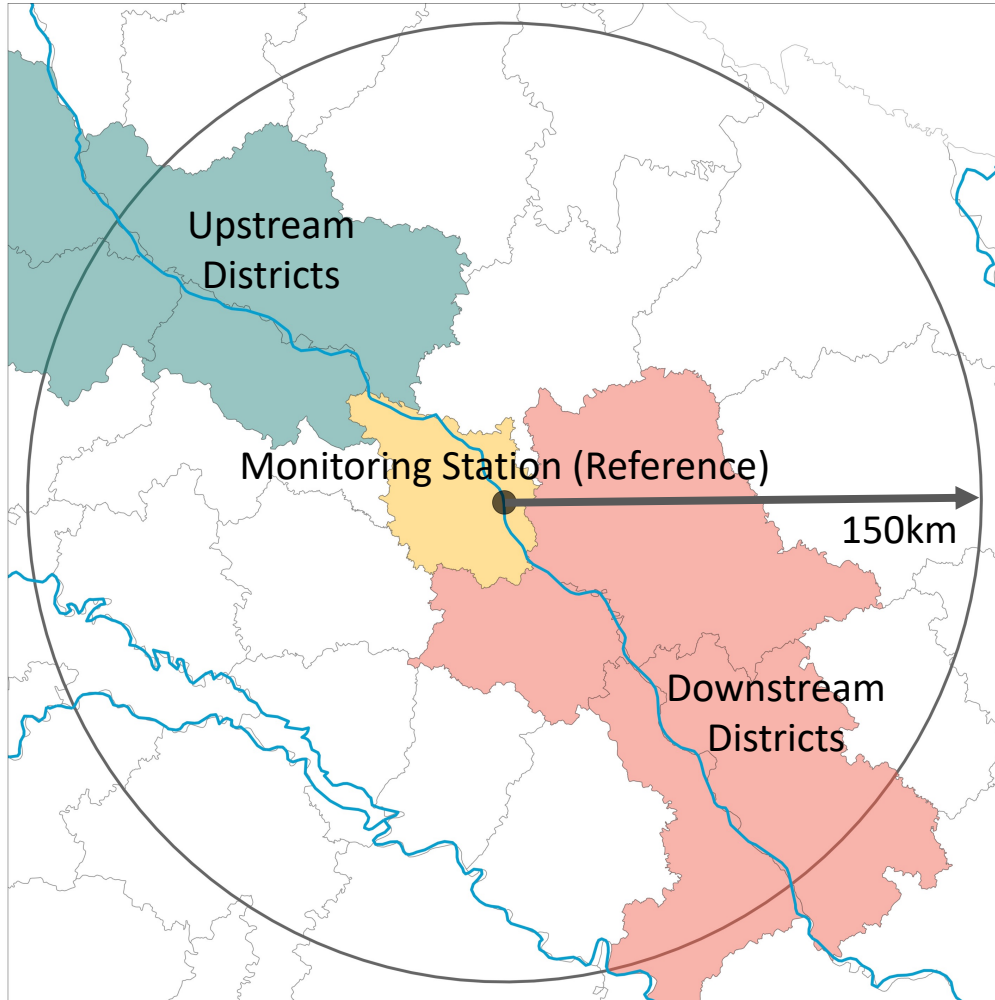 Upstream
Districts
Monitoring Station (Reference)
150km
Downstream
Districts